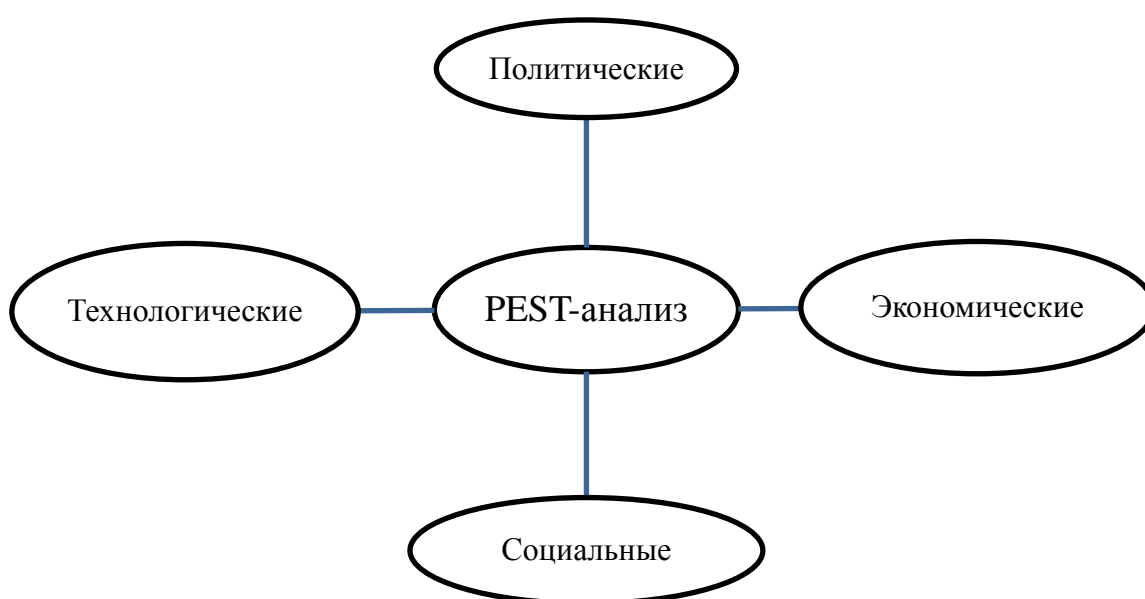 Политические
Технологические
PEST-анализ
Экономические
Социальные